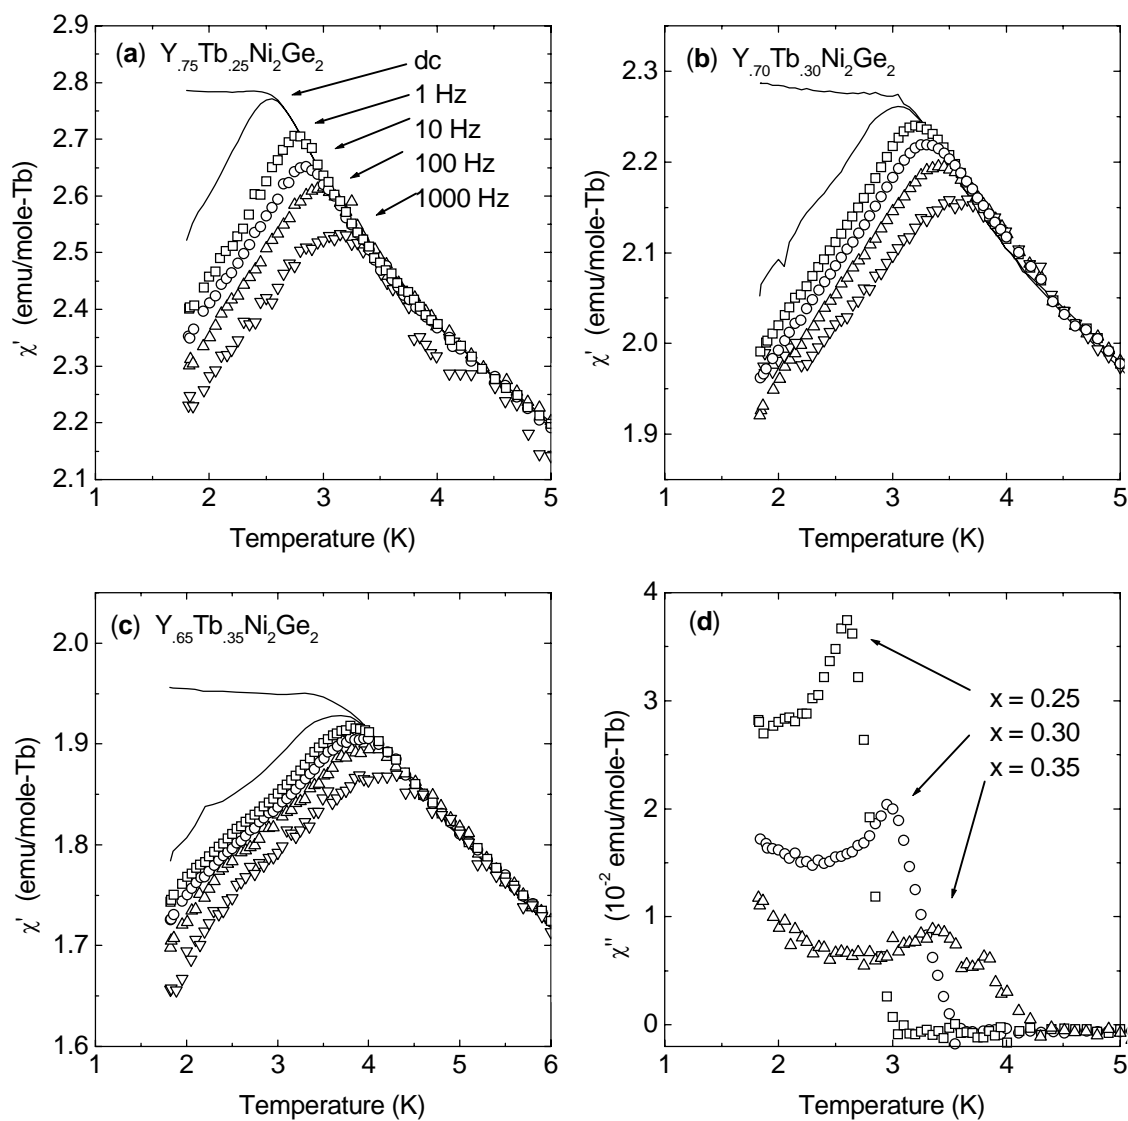 (a) Y.75Tb.25Ni2Ge2
dc
1 Hz
10 Hz
100 Hz
1000 Hz
2.9
2.8
2.7
2.6
2.5
2.4
2.3
2.2
2.1
χ' (emu/mole-Tb)
1 2 3 4 5
Temperature (K)
(b) Y.70Tb.30Ni2Ge2
2.3
2.2
2.1
2.0
1.9
χ' (emu/mole-Tb)
1 2 3 4 5
Temperature (K)
(c) Y.65Tb.35Ni2Ge2
2.0
1.9
1.8
1.7
1.6
χ' (emu/mole-Tb)
1 2 3 4 5 6
Temperature (K)
(d)
x = 0.25
x = 0.30
x = 0.35
4
3
2
1
0
χ'' (10-2 emu/mole-Tb)
1 2 3 4 5
Temperature (K)